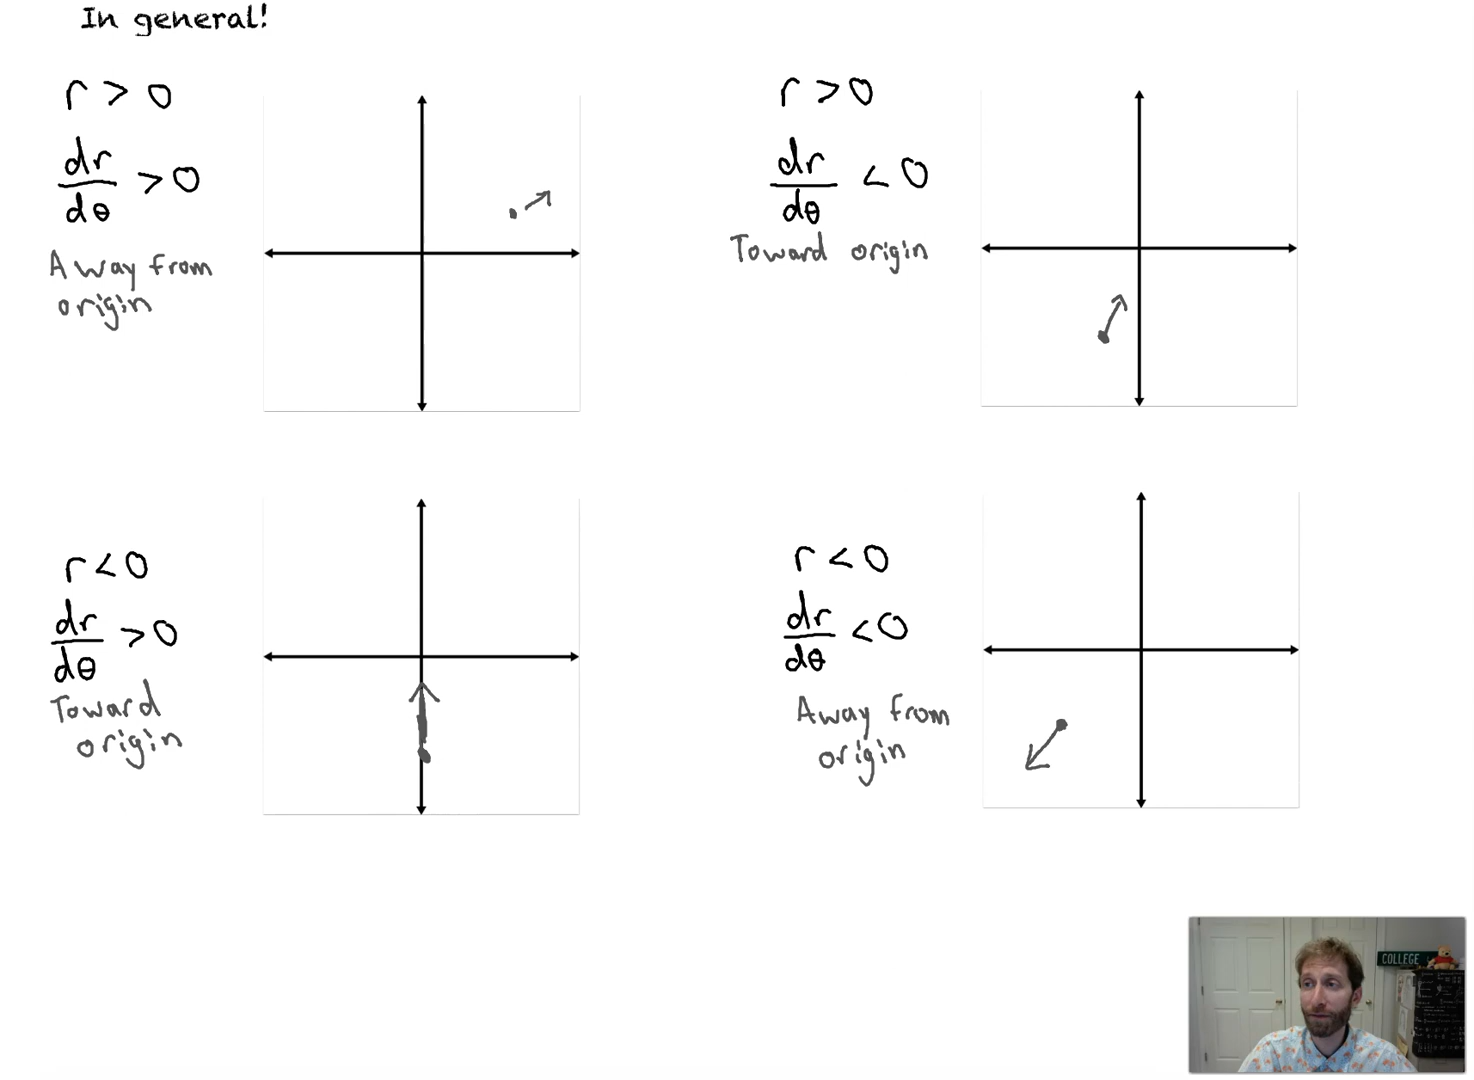 In general!
r > 0
dr/dθ > 0
Away from
origin
r > 0
dr/dθ < 0
Toward origin
r < 0
dr/dθ > 0
Toward
origin
r < 0
dr/dθ < 0
Away from
origin
COLLEGE